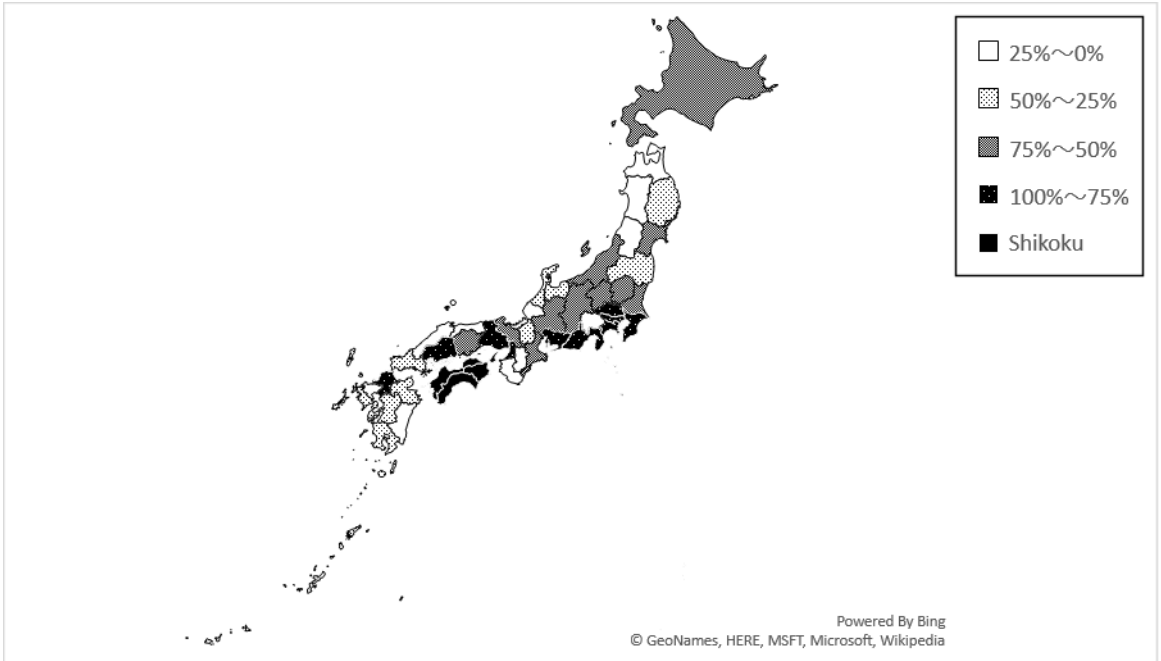 25%～0%
50%～25%
75%～50%
100%～75%
Shikoku
Powered By Bing
© GeoNames, HERE, MSFT, Microsoft, Wikipedia